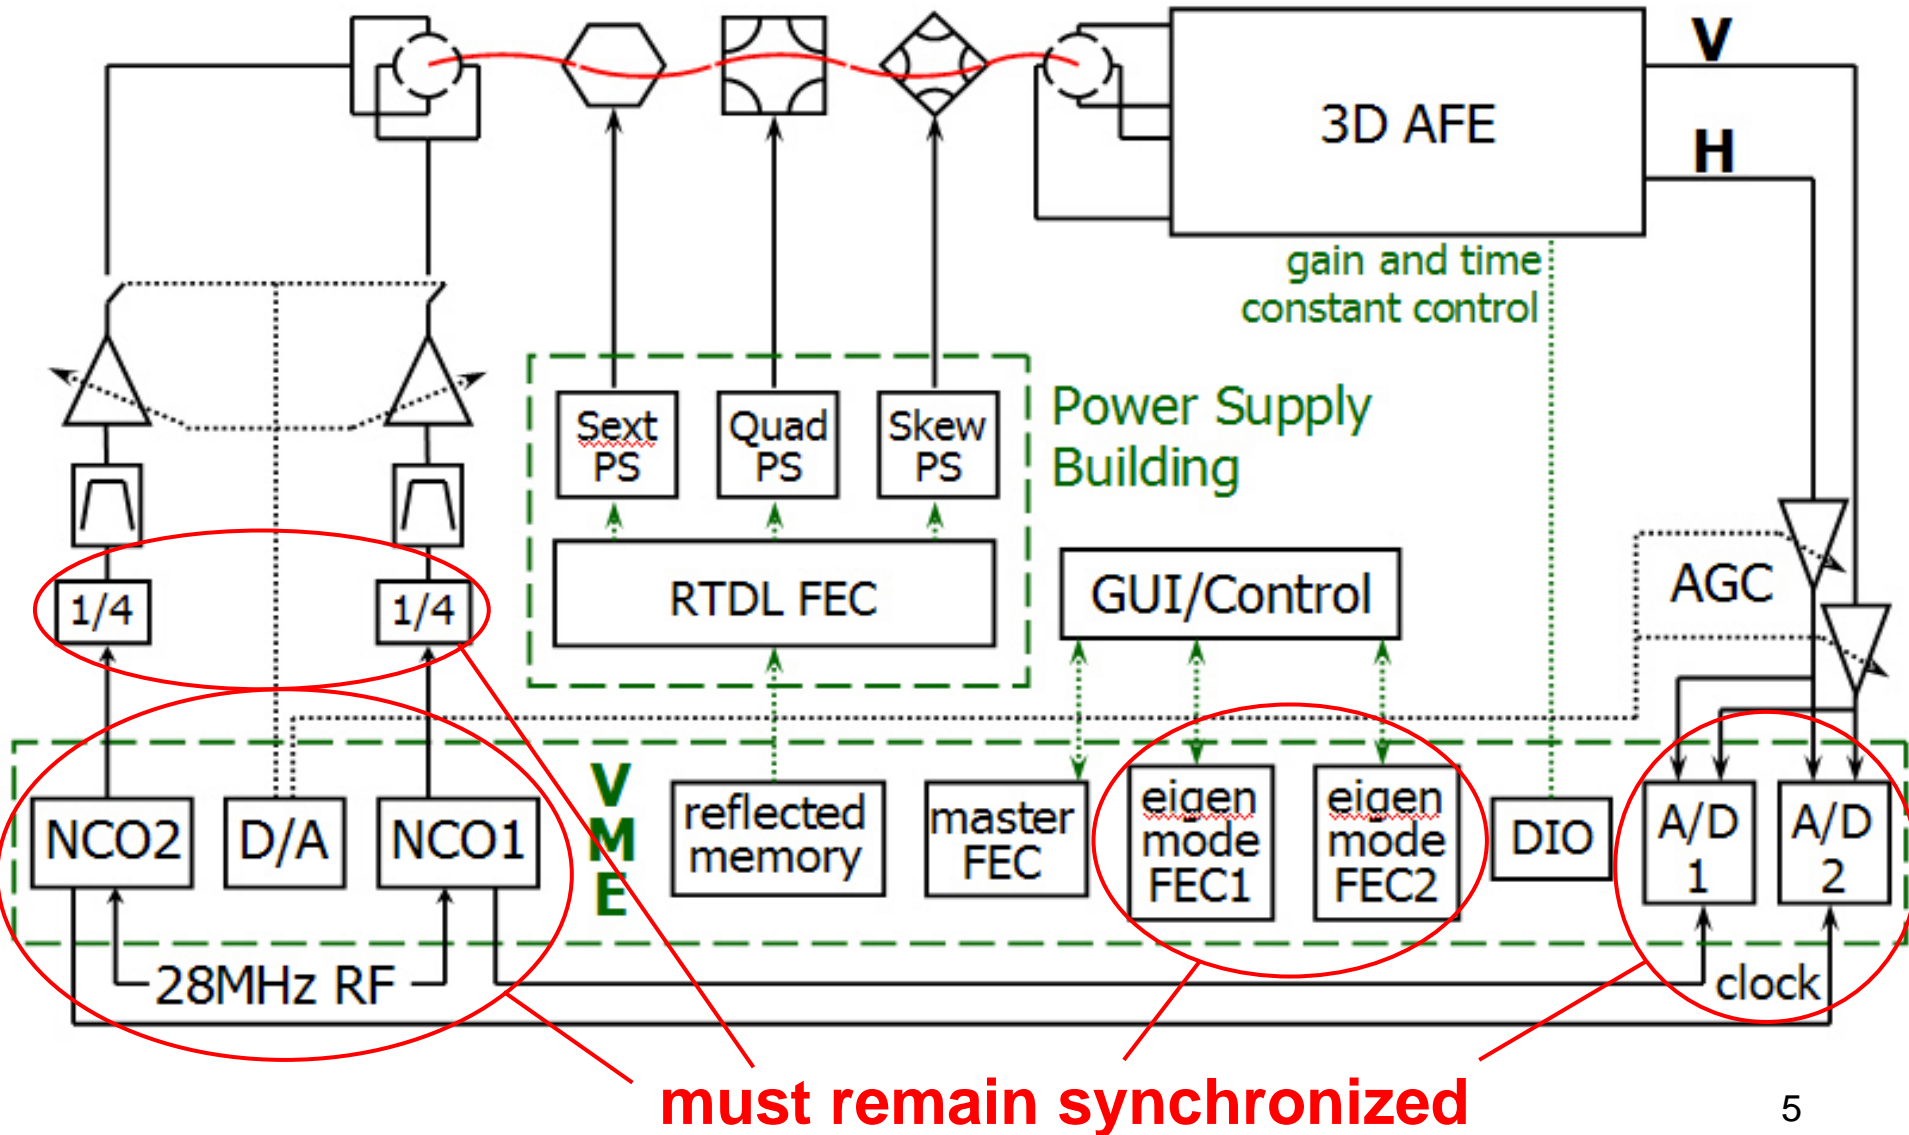 V
H
3D AFE
gain and time
constant control
Sext
PS
Quad
PS
Skew
PS
Power Supply
Building
RTDL FEC
GUI/Control
AGC
1/4
1/4
V
M
E
NCO2
D/A
NCO1
reflected
memory
master
FEC
eigen
mode
FEC1
eigen
mode
FEC2
DIO
A/D
1
A/D
2
28MHz RF
clock
must remain synchronized
5